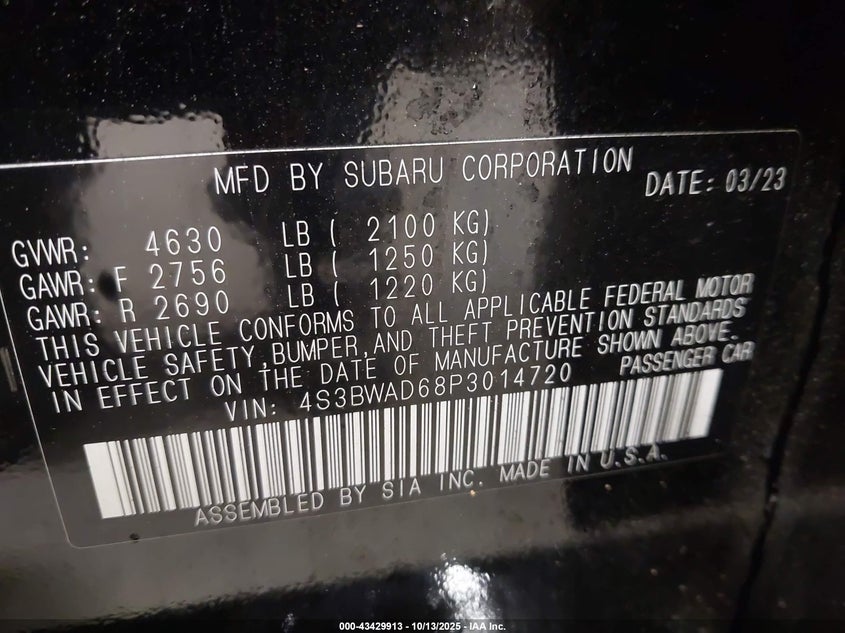 MFD BY SUBARU CORPORATION DATE: 03/23
GVWR: 4630 LB ( 2100 KG)
GAWR: F 2756 LB ( 1250 KG)
GAWR: R 2690 LB ( 1220 KG)
THIS VEHICLE CONFORMS TO ALL APPLICABLE FEDERAL MOTOR
VEHICLE SAFETY,BUMPER,AND THEFT PREVENTION STANDARDS
IN EFFECT ON THE DATE OF MANUFACTURE SHOWN ABOVE.
VIN: 4S3BWAD68P3014720 PASSENGER CAR
ASSEMBLED BY SIA INC. MADE IN U.S.A.
000-43429913 - 10/13/2025 - IAA Inc.